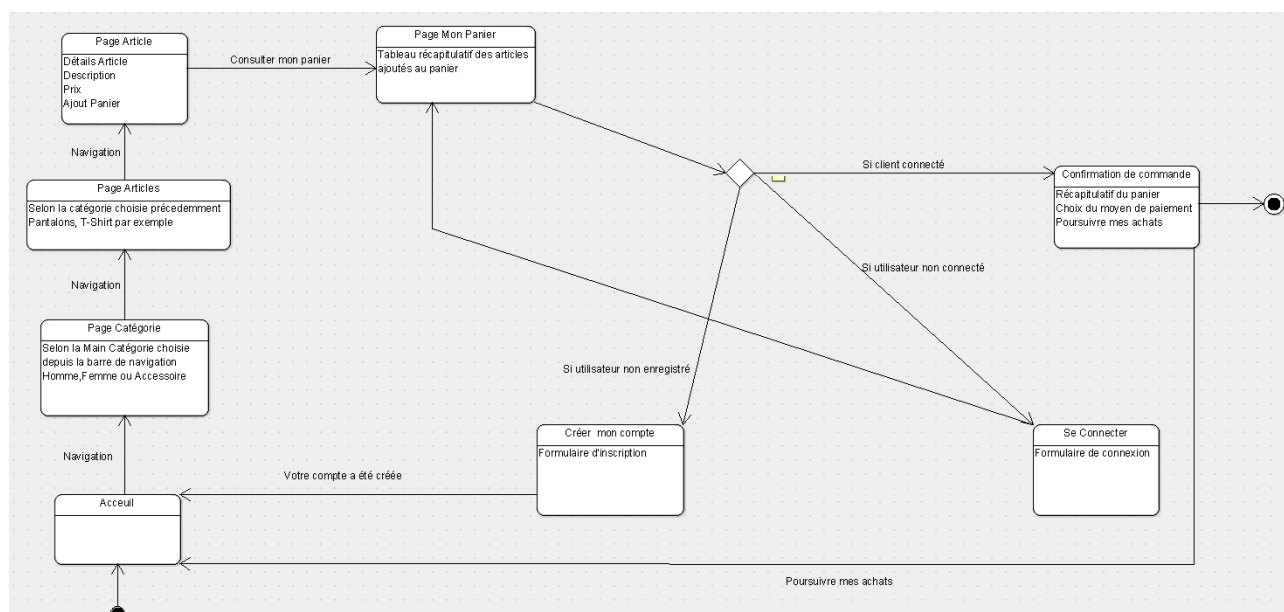 Page Article
Détails Article
Description
Prix
Ajout Panier
Consulter mon panier
Page Mon Panier
Tableau récapitulatif des articles
ajoutés au panier
Navigation
Page Articles
Selon la catégorie choisie précedemment
Pantalons, T-Shirt par exemple
Navigation
Page Catégorie
Selon la Main Catégorie choisie
depuis la barre de navigation
Homme,Femme ou Accessoire
Navigation
Acceuil
Si client connecté
Confirmation de commande
Récapitulatif du panier
Choix du moyen de paiement
Poursuivre mes achats
Si utilisateur non connecté
Si utilisateur non enregistré
Créer mon compte
Formulaire d'inscription
Se Connecter
Formulaire de connexion
Votre compte a été créée
Poursuivre mes achats